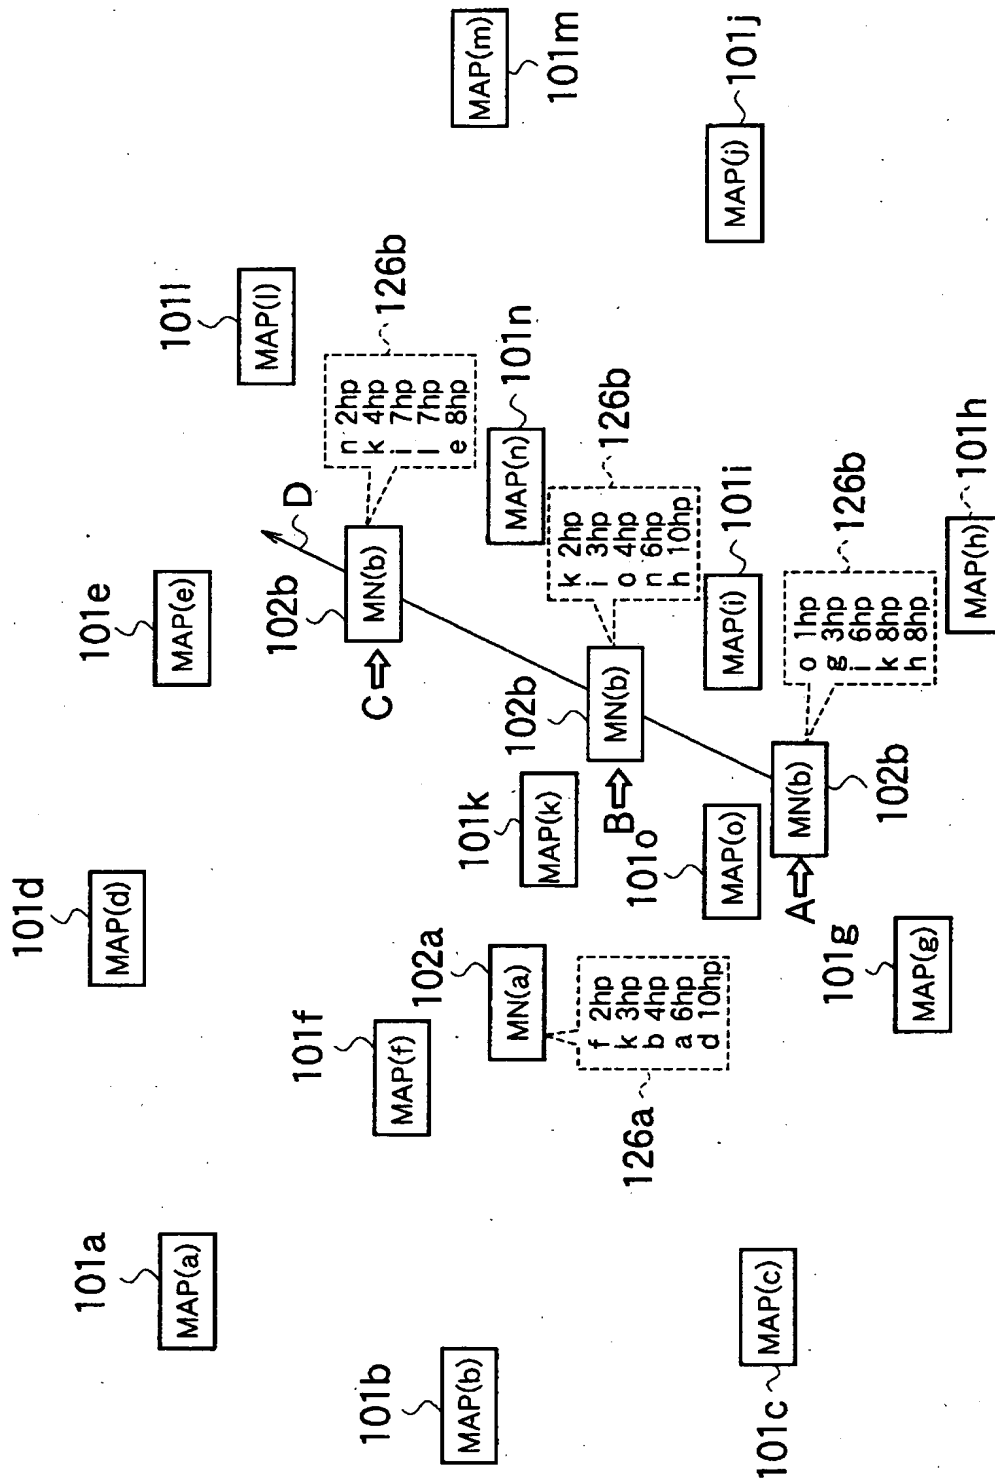 101d
MAP(d)
101a
MAP(a)
101e
MAP(e)
101l
MAP(l)
101f
MAP(f)
D
102b
C
MN(b)
n 2hp
k 4hp
i 7hp
l 7hp
e 8hp
126b
101b
MAP(b)
101m
MAP(m)
102a
MN(a)
101k
MAP(k)
101n
MAP(n)
f 2hp
k 3hp
b 4hp
a 6hp
d 10hp
126a
102b
B
MN(b)
k 2hp
i 3hp
o 4hp
n 6hp
h 10hp
126b
101o
MAP(o)
101i
MAP(i)
101j
MAP(j)
101c
MAP(c)
A
MN(b)
102b
o 1hp
g 3hp
i 6hp
k 8hp
h 8hp
126b
101g
MAP(g)
101h
MAP(h)